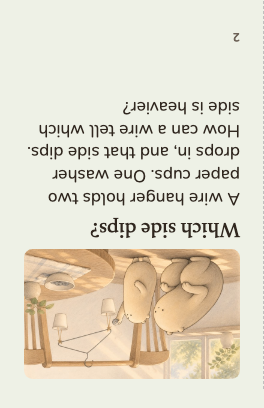 Which side dips?
A wire hanger holds two
paper cups. One washer
drops in, and that side dips.
How can a wire tell which
side is heavier?
2